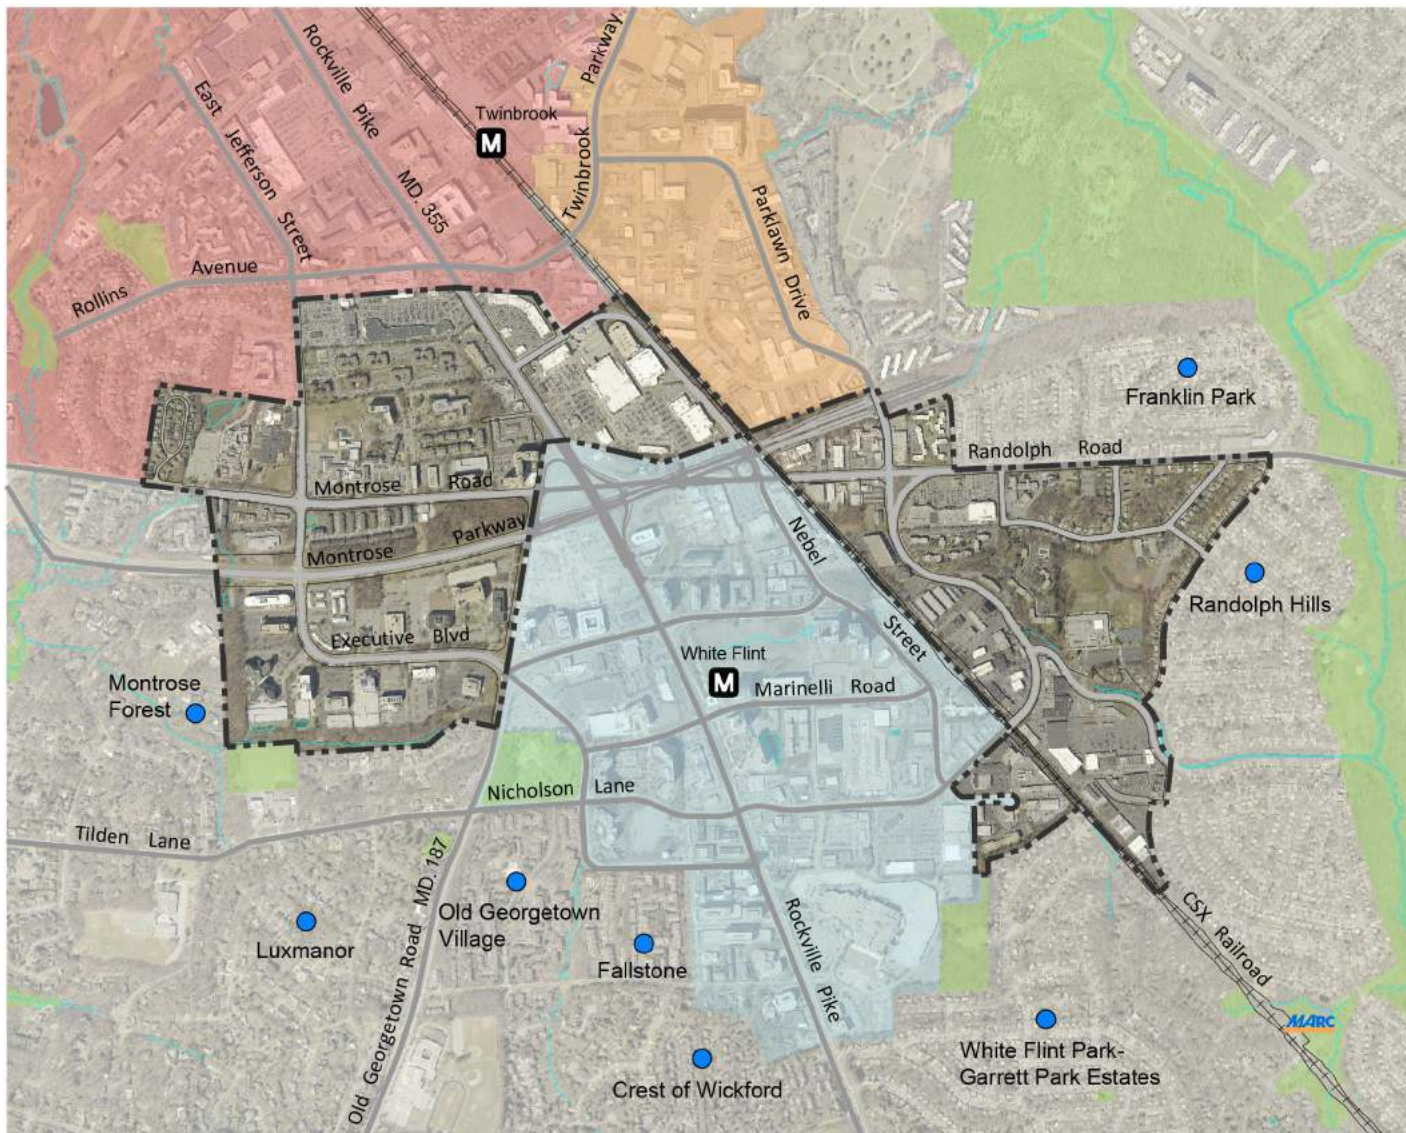 Rockville Pike
MD. 355
Twinbrook
M
Parkway
Twinbrook
East Jefferson Street
Parklawn Drive
Rollins Avenue
Franklin Park
Randolph Road
Montrose Road
Montrose Parkway
Nebel Street
Randolph Hills
Executive Blvd
White Flint
M
Marinelli Road
Montrose
Forest
Nicholson Lane
Tilden Lane
Old Georgetown Road MD. 187
Old Georgetown
Village
Luxmanor
Fallstone
Rockville Pike
CSX Railroad
MARC
White Flint Park-
Garrett Park Estates
Crest of Wickford